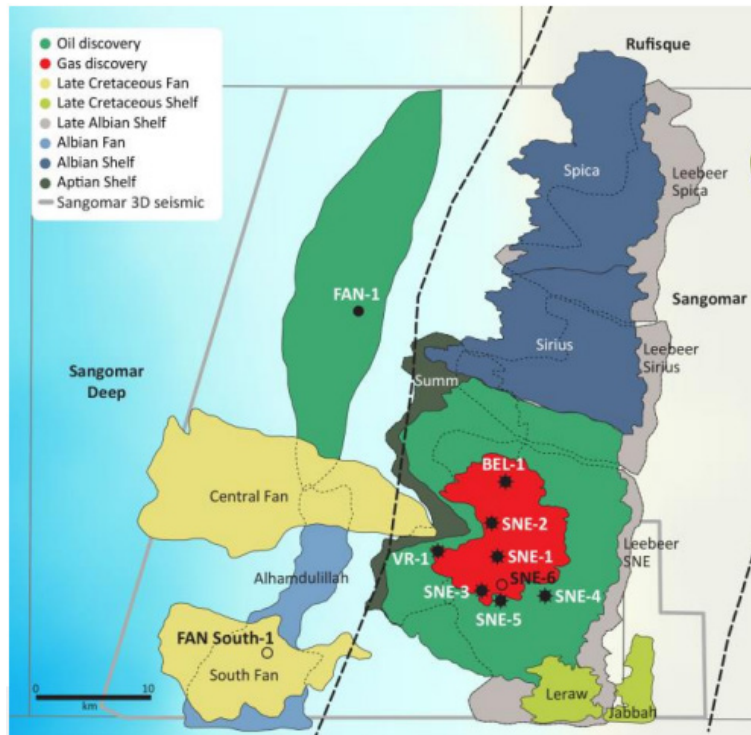 Oil discovery
Gas discovery
Late Cretaceous Fan
Late Cretaceous Shelf
Late Albian Shelf
Albian Fan
Albian Shelf
Aptian Shelf
Sangomar 3D seismic
Rufisque
Spica
Leebeer
Spica
FAN-1
Sangomar
Sirius
Leebeer
Sirius
Sangomar
Deep
Summ
BEL-1
Central Fan
SNE-2
VR-1
SNE-1
Leebeer
SNE
Alhamdulillah
SNE-6
SNE-3
SNE-4
SNE-5
FAN South-1
South Fan
Leraw
Jabbah
0 10
km